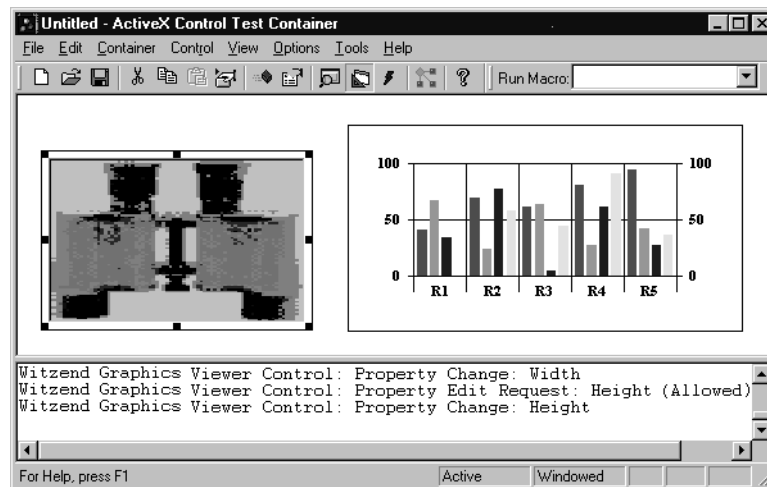 Untitled - ActiveX Control Test Container
File Edit Container Control View Options Tools Help
Run Macro:
100 100
50 50
0 0
R1 R2 R3 R4 R5
Witzend Graphics Viewer Control: Property Change: Width
Witzend Graphics Viewer Control: Property Edit Request: Height (Allowed)
Witzend Graphics Viewer Control: Property Change: Height
For Help, press F1 Active Windowed